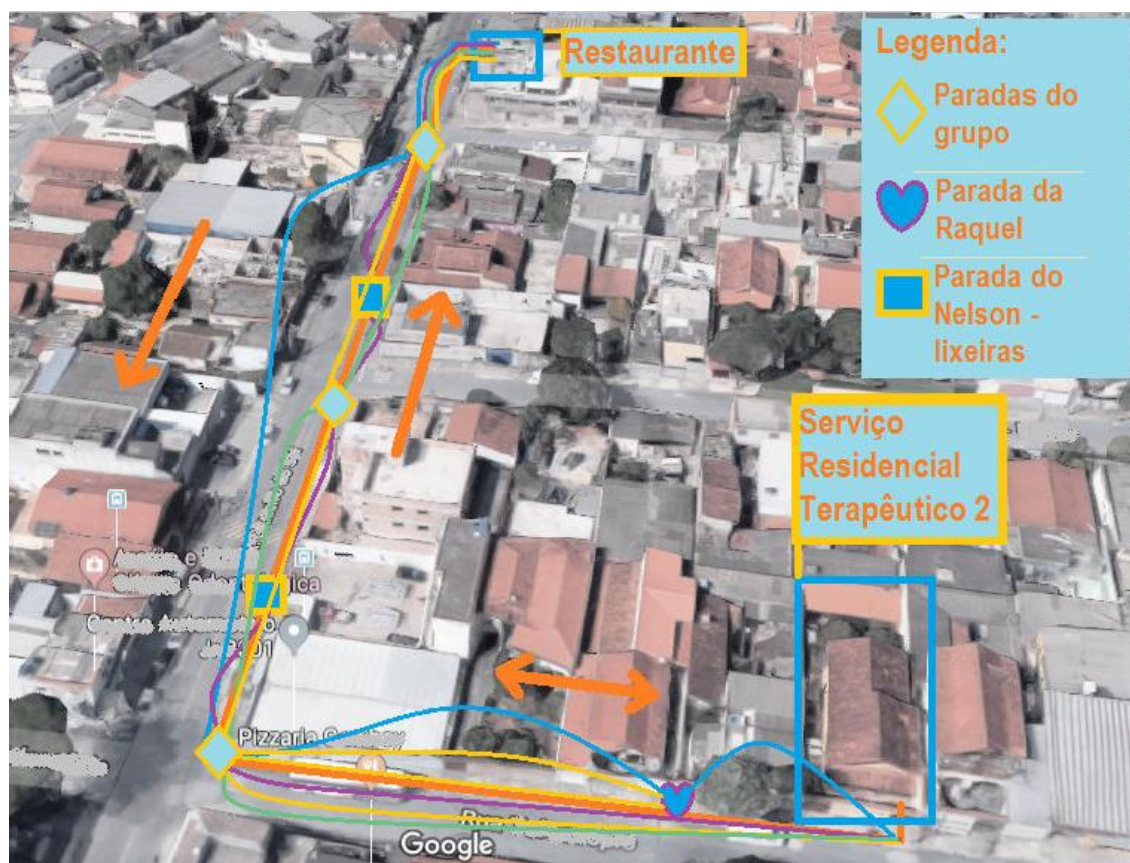 Restaurante
Legenda:
Paradas do
grupo
Parada da
Raquel
Parada do
Nelson -
lixeiras
Serviço
Residencial
Terapêutico 2
Pizzaria
Google